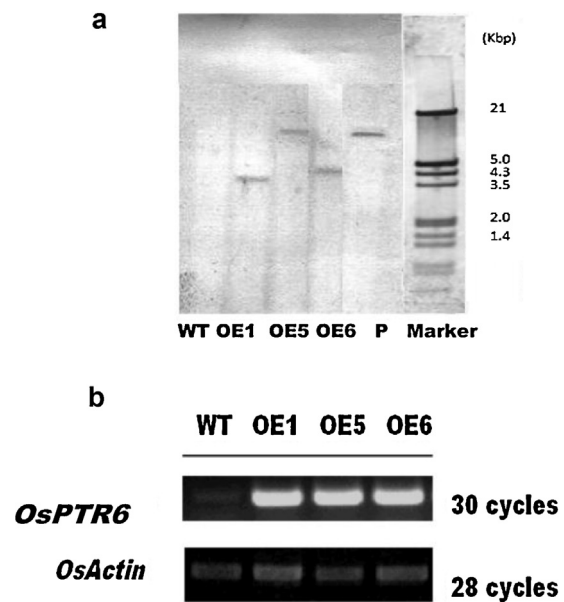 a
(Kbp)
21
5.0
4.3
3.5
2.0
1.4
WT OE1 OE5 OE6 P Marker
b
WT OE1 OE5 OE6
OsPTR6 30 cycles
OsActin 28 cycles